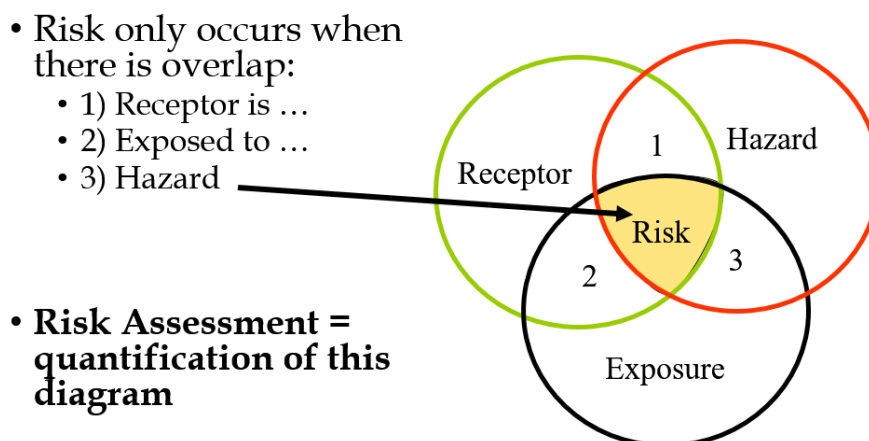 • Risk only occurs when
there is overlap:
• 1) Receptor is …
• 2) Exposed to …
• 3) Hazard
• Risk Assessment =
quantification of this
diagram
1
Hazard
Receptor
Risk
2
3
Exposure